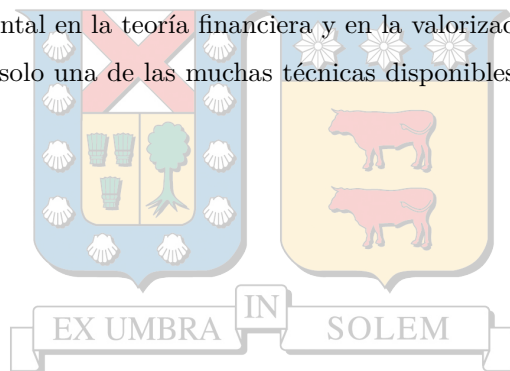 ntal en la teoría financiera y en la valorizac
solo una de las muchas técnicas disponibles
EX UMBRA IN SOLEM